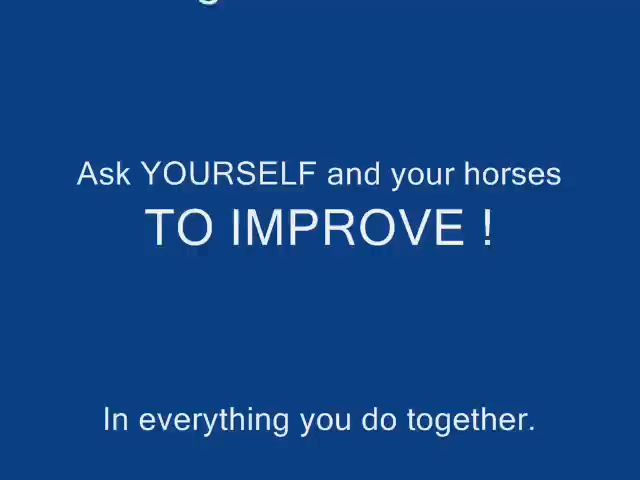 Ask YOURSELF and your horses
TO IMPROVE !
In everything you do together.